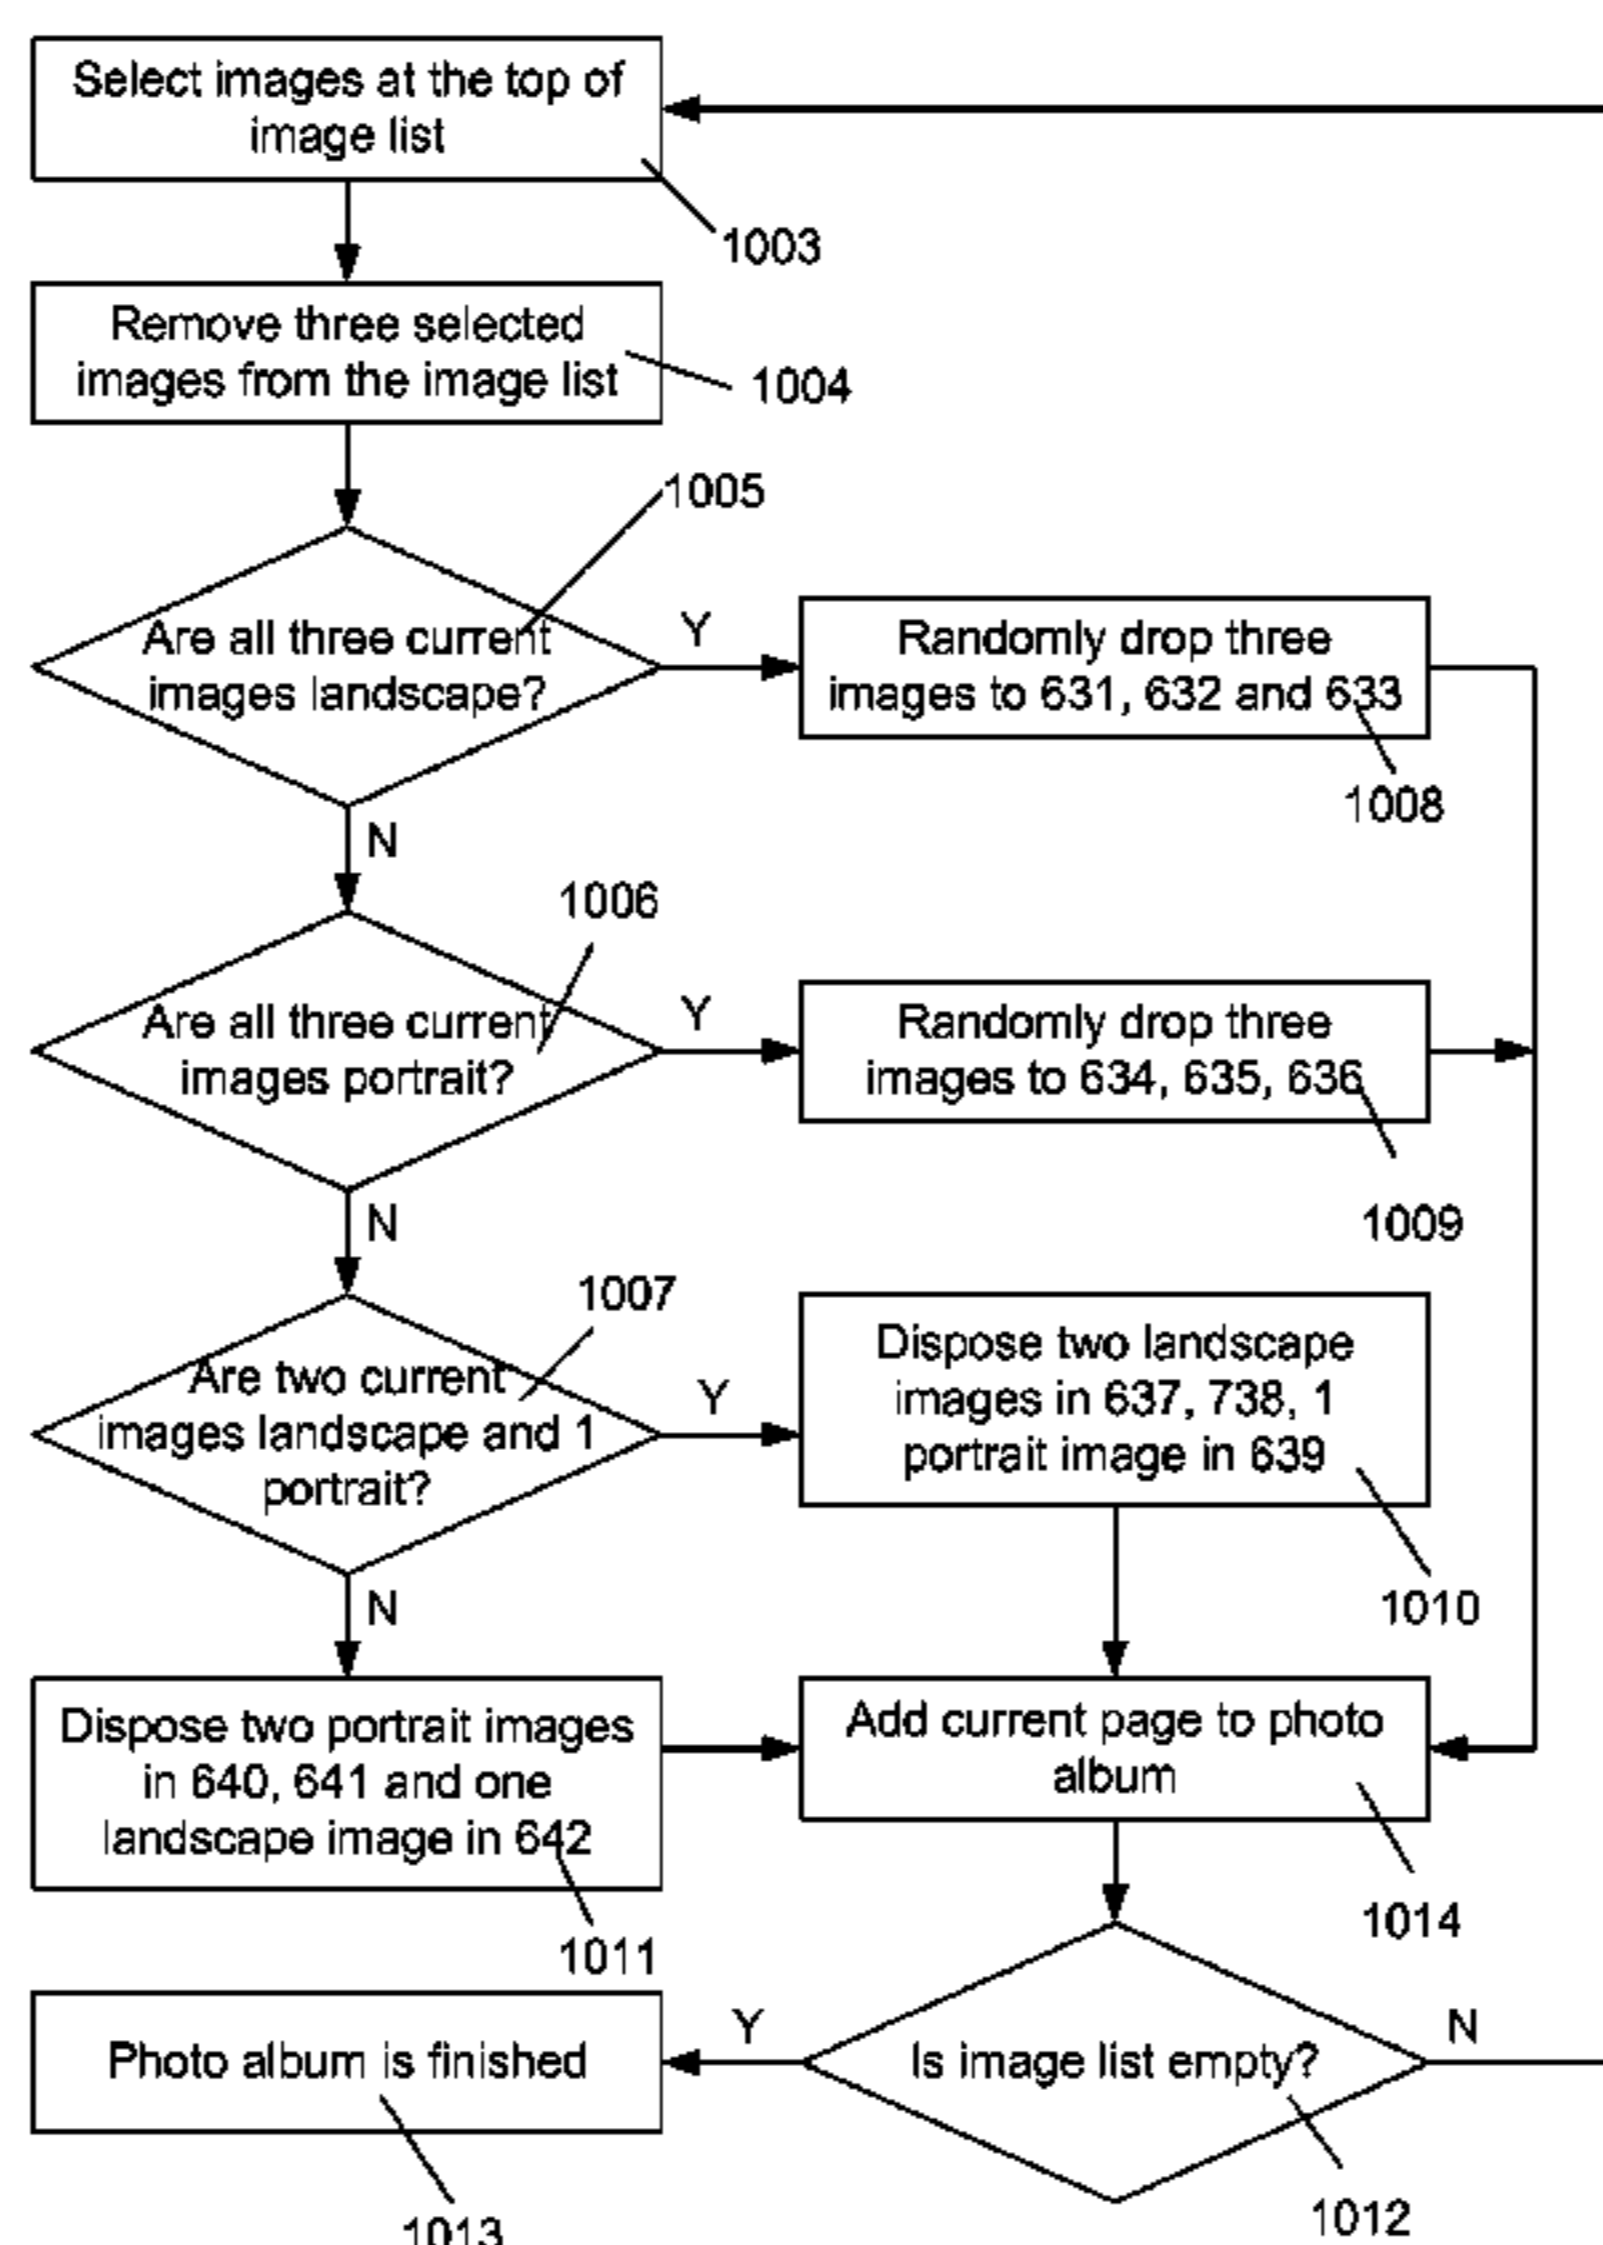 Select images at the top of
image list
1003
Remove three selected
images from the image list
1004
1005
Are all three current
images landscape?
Y
Randomly drop three
images to 631, 632 and 633
1008
N
1006
Are all three current
images portrait?
Y
Randomly drop three
images to 634, 635, 636
1009
N
1007
Are two current
images landscape and 1
portrait?
Y
Dispose two landscape
images in 637, 738, 1
portrait image in 639
1010
N
Dispose two portrait images
in 640, 641 and one
landscape image in 642
1011
Add current page to photo
album
1014
Photo album is finished
1013
Y
Is image list empty?
N
1012